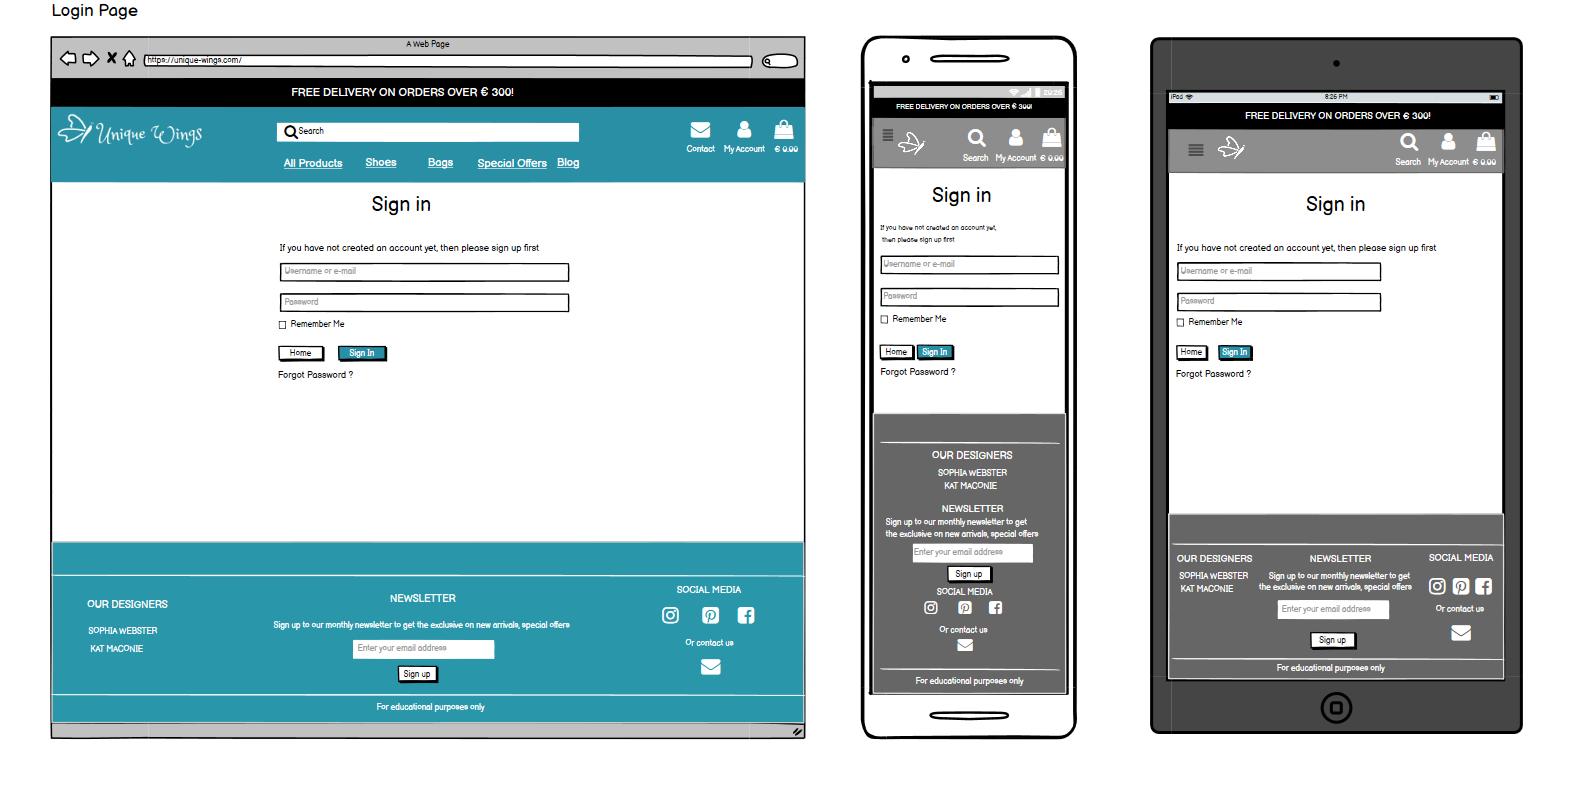 Login Page
A Web Page
https://unique-wings.com/
FREE DELIVERY ON ORDERS OVER € 300!
Unique Wings
Search
Contact
My Account
€ 0.00
All Products
Shoes
Bags
Special Offers
Blog
Sign in
If you have not created an account yet, then please sign up first
Username or e-mail
Password
Remember Me
Home
Sign In
Forgot Password ?
OUR DESIGNERS
SOPHIA WEBSTER
KAT MACONIE
NEWSLETTER
Sign up to our monthly newsletter to get the exclusive on new arrivals, special offers
Enter your email address
Sign up
SOCIAL MEDIA
Or contact us
For educational purposes only
20:26
FREE DELIVERY ON ORDERS OVER € 300!
Search
My Account
€ 0.00
Sign in
If you have not created an account yet,
then please sign up first
Username or e-mail
Password
Remember Me
Home
Sign In
Forgot Password ?
OUR DESIGNERS
SOPHIA WEBSTER
KAT MACONIE
NEWSLETTER
Sign up to our monthly newsletter to get
the exclusive on new arrivals, special offers
Enter your email address
Sign up
SOCIAL MEDIA
Or contact us
For educational purposes only
iPad
8:26 PM
FREE DELIVERY ON ORDERS OVER € 300!
Search
My Account
€ 0.00
Sign in
If you have not created an account yet, then please sign up first
Username or e-mail
Password
Remember Me
Home
Sign In
Forgot Password ?
OUR DESIGNERS
SOPHIA WEBSTER
KAT MACONIE
NEWSLETTER
Sign up to our monthly newsletter to get
the exclusive on new arrivals, special offers
Enter your email address
Sign up
SOCIAL MEDIA
Or contact us
For educational purposes only